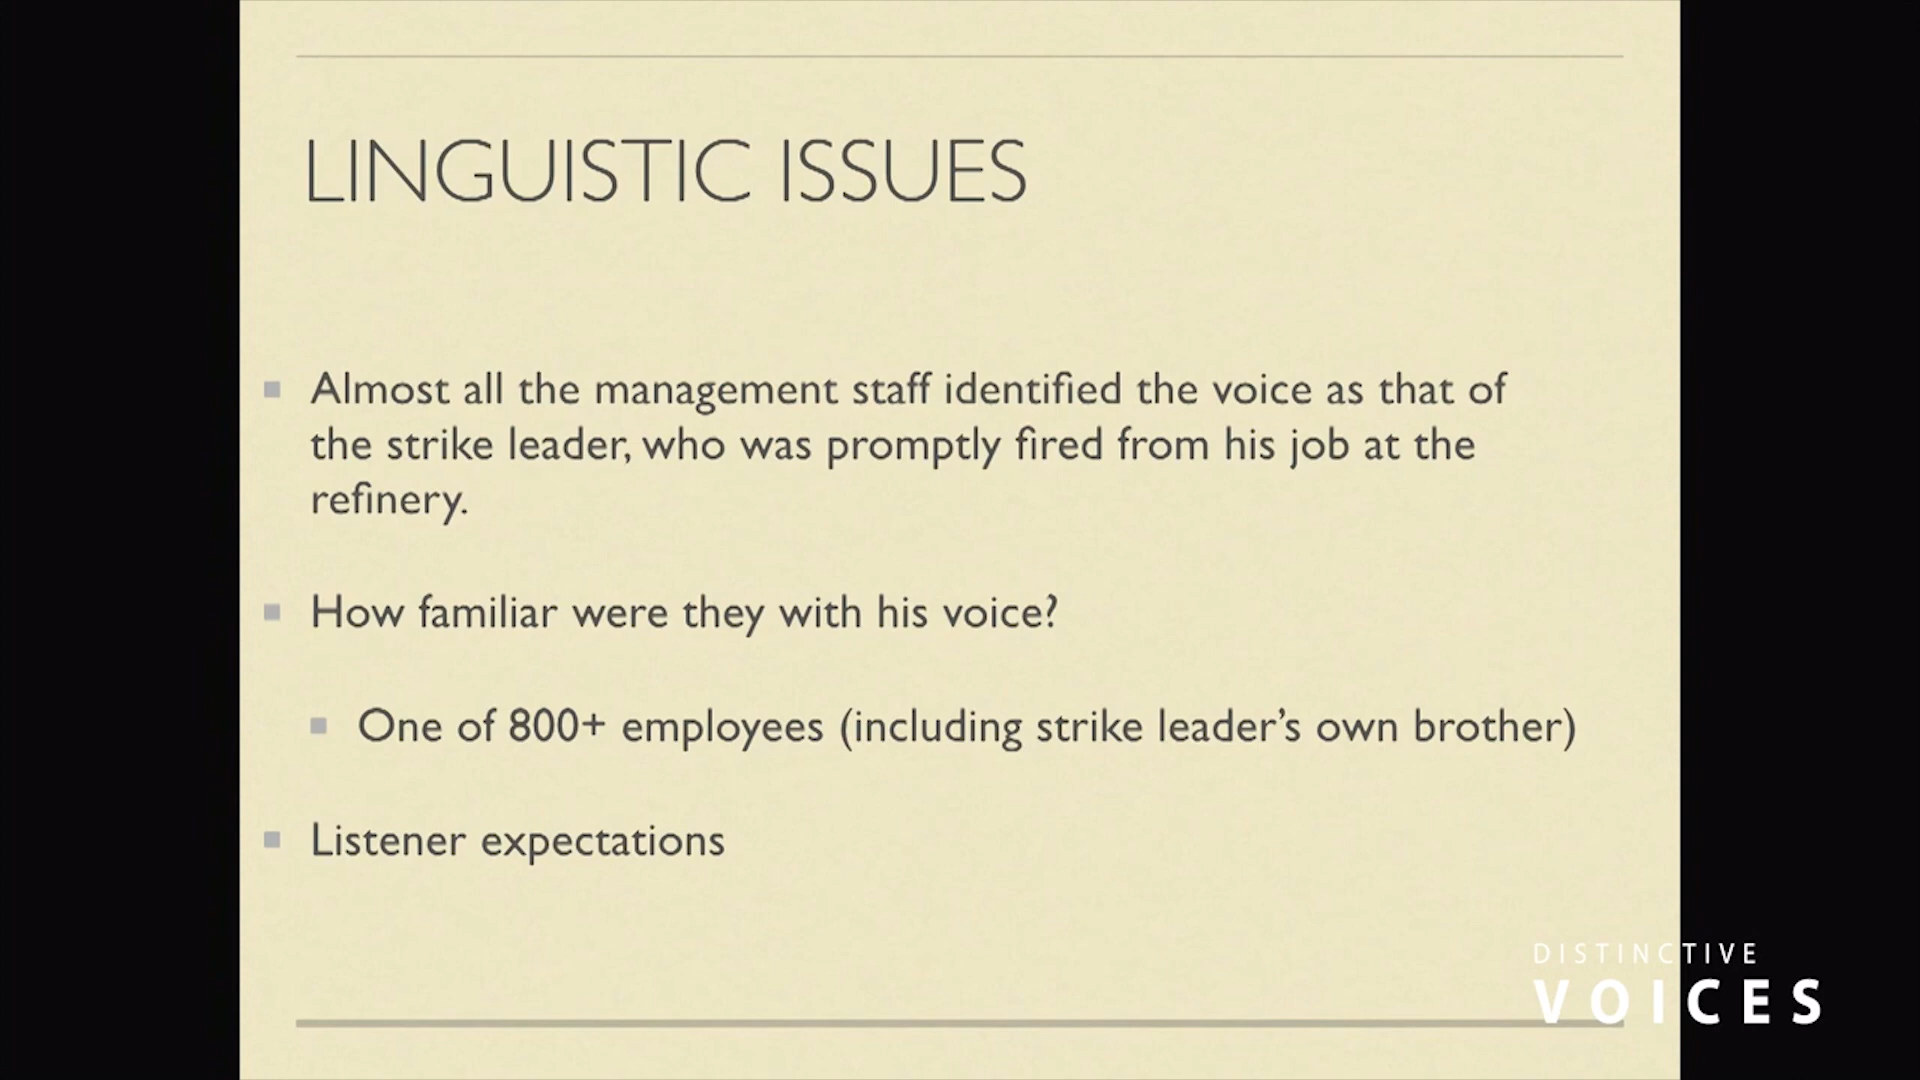 LINGUISTIC ISSUES
Almost all the management staff identified the voice as that of
the strike leader, who was promptly fired from his job at the
refinery.
How familiar were they with his voice?
One of 800+ employees (including strike leader’s own brother)
Listener expectations
DISTINCTIVE
VOICES